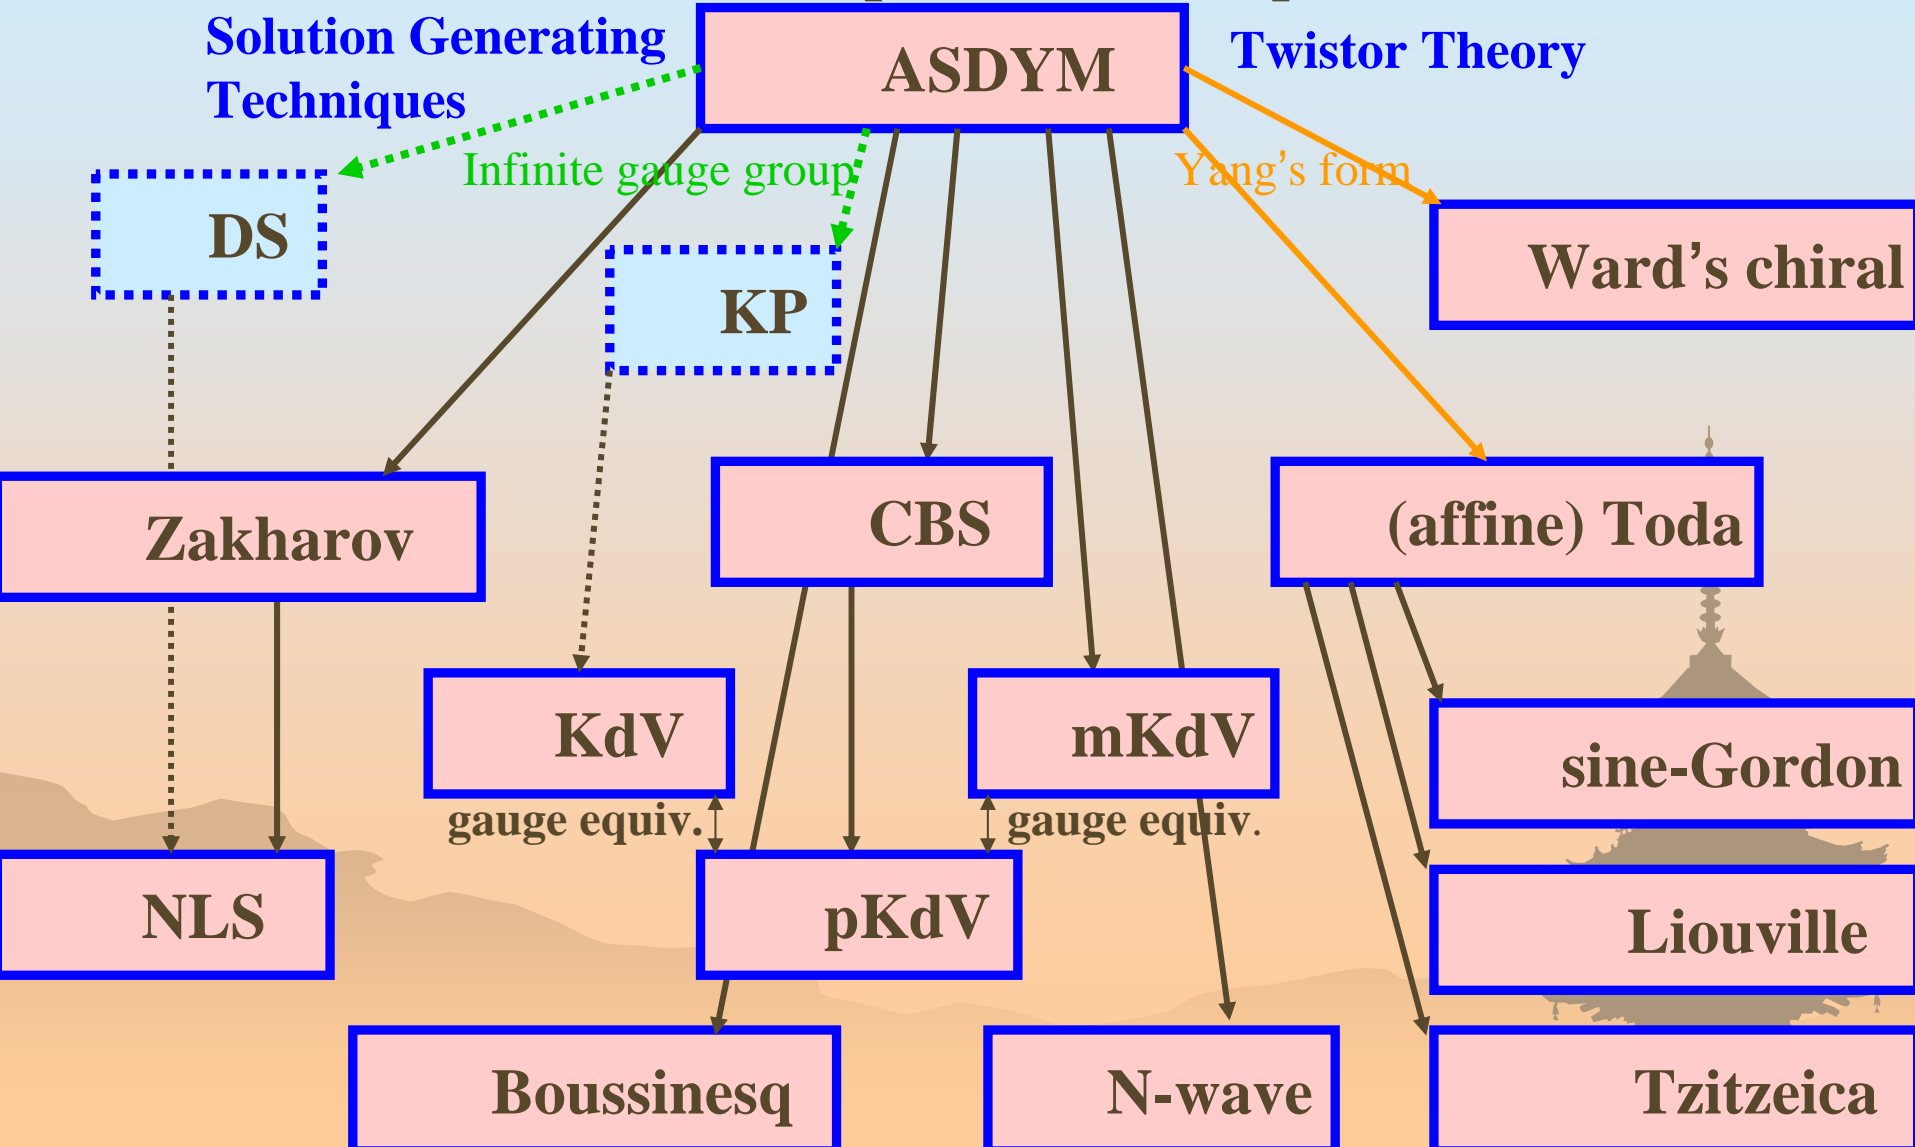 Solution Generating
Techniques
ASDYM
Twistor Theory
Infinite gauge group
Yang’s form
DS
KP
Ward’s chiral
Zakharov
CBS
(affine) Toda
KdV
mKdV
sine-Gordon
gauge equiv.
gauge equiv.
NLS
pKdV
Liouville
Boussinesq
N-wave
Tzitzeica